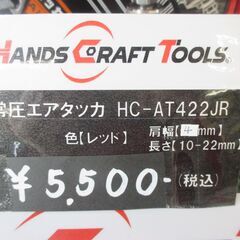 HANDS CRAFT TOOLS
常圧エアタッカ HC-AT422JR
色【レッド】
肩幅【4mm】
長さ【10-22mm】
¥5,500-(税込)